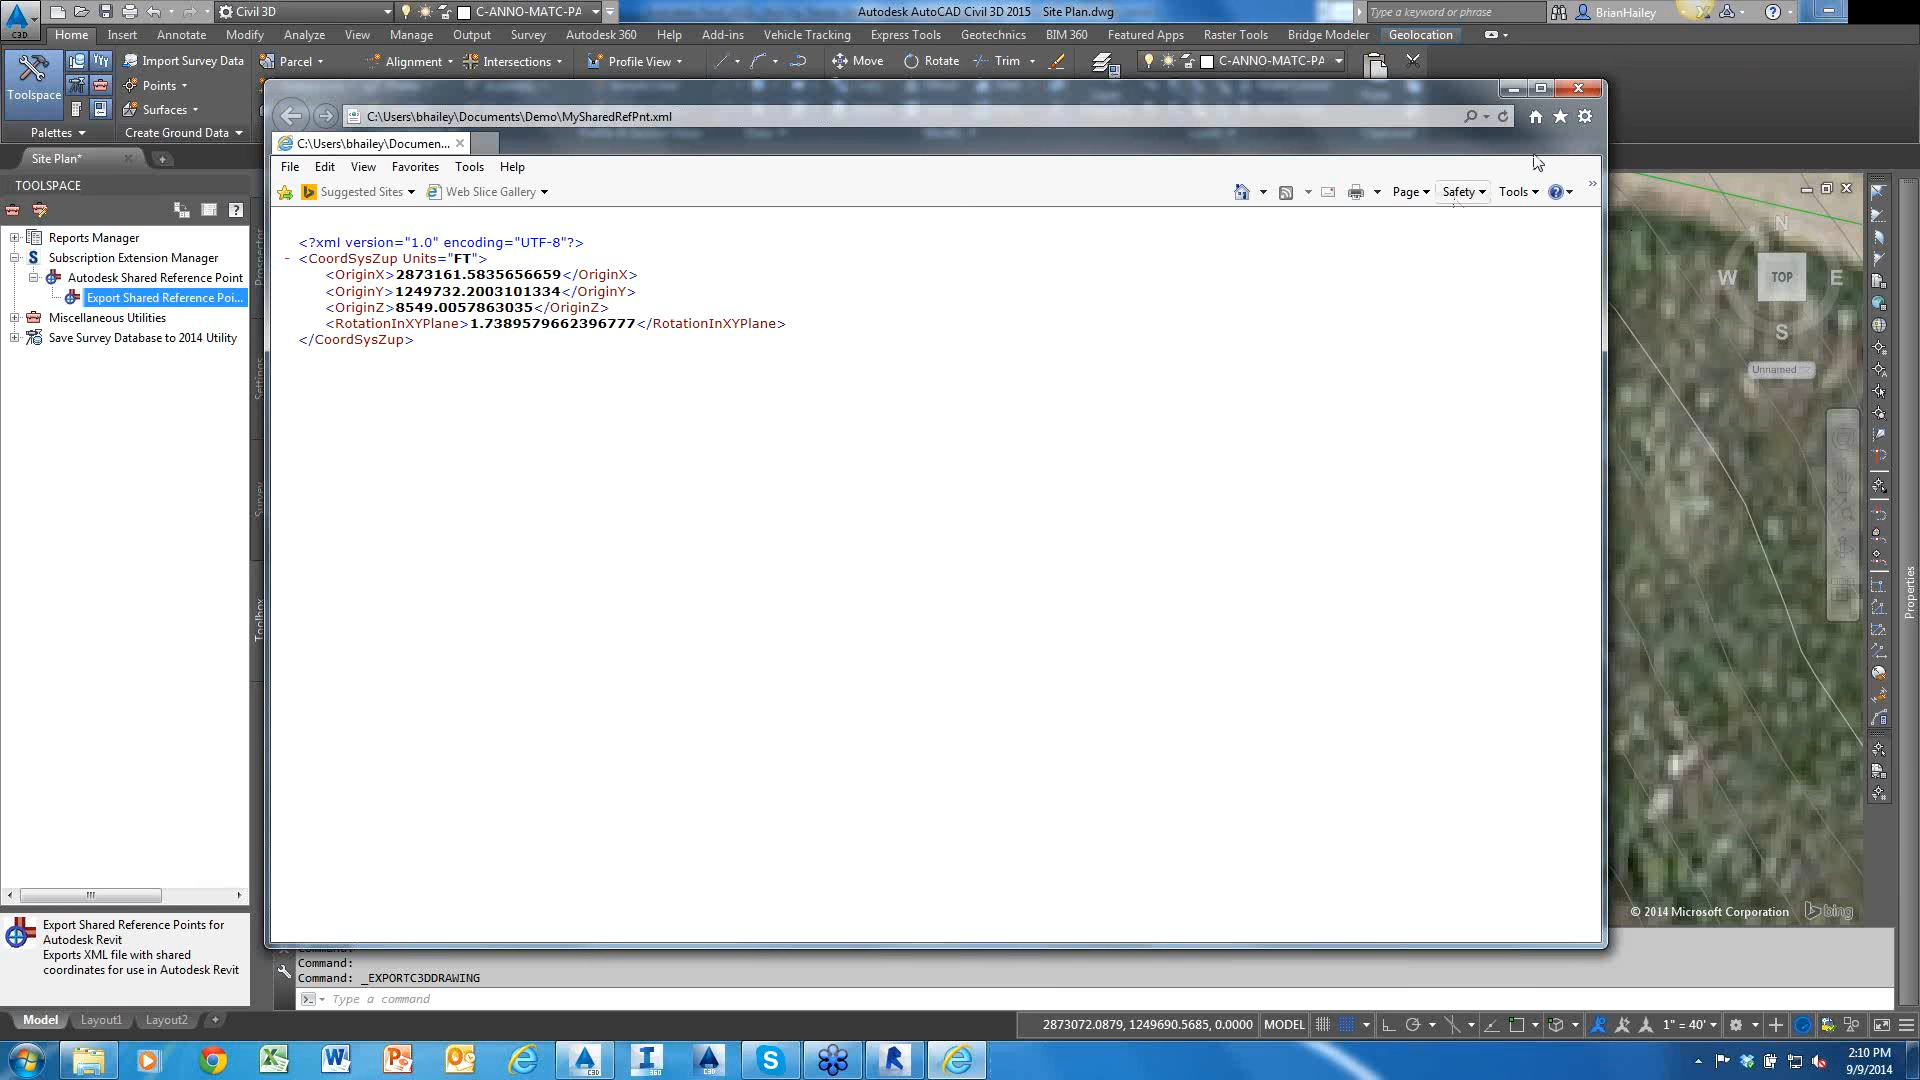 Civil 3D
C-ANNO-MATC-PA
Autodesk AutoCAD Civil 3D 2015 Site Plan.dwg
Type a keyword or phrase
BrianHailey
C3D
Home Insert Annotate Modify Analyze View Manage Output Survey Autodesk 360 Help Add-ins Vehicle Tracking Express Tools Geotechnics BIM 360 Featured Apps Raster Tools Bridge Modeler Geolocation
Toolspace
Import Survey Data
Points
Surfaces
Parcel
Alignment
Intersections
Profile View
Move
Rotate
Trim
C-ANNO-MATC-PA
Palettes
Create Ground Data
C:\Users\bhailey\Documents\Demo\MySharedRefPnt.xml
C:\Users\bhailey\Documen...
File Edit View Favorites Tools Help
Suggested Sites
Web Slice Gallery
Page Safety Tools
Site Plan*
TOOLSPACE
Reports Manager
Subscription Extension Manager
Autodesk Shared Reference Point
Export Shared Reference Poi...
Miscellaneous Utilities
Save Survey Database to 2014 Utility
Prospector
Settings
Survey
Toolbox
<?xml version="1.0" encoding="UTF-8"?>
- <CoordSysZup Units="FT">
<OriginX>2873161.5835656659</OriginX>
<OriginY>1249732.2003101334</OriginY>
<OriginZ>8549.0057863035</OriginZ>
<RotationInXYPlane>1.7389579662396777</RotationInXYPlane>
</CoordSysZup>
N
W TOP E
S
Unnamed
Properties
© 2014 Microsoft Corporation bing
Export Shared Reference Points for
Autodesk Revit
Exports XML file with shared
coordinates for use in Autodesk Revit
Command:
Command:
Command: _EXPORTC3DDRAWING
Type a command
Model Layout1 Layout2
2873072.0879, 1249690.5685, 0.0000 MODEL
1" = 40'
2:10 PM
9/9/2014